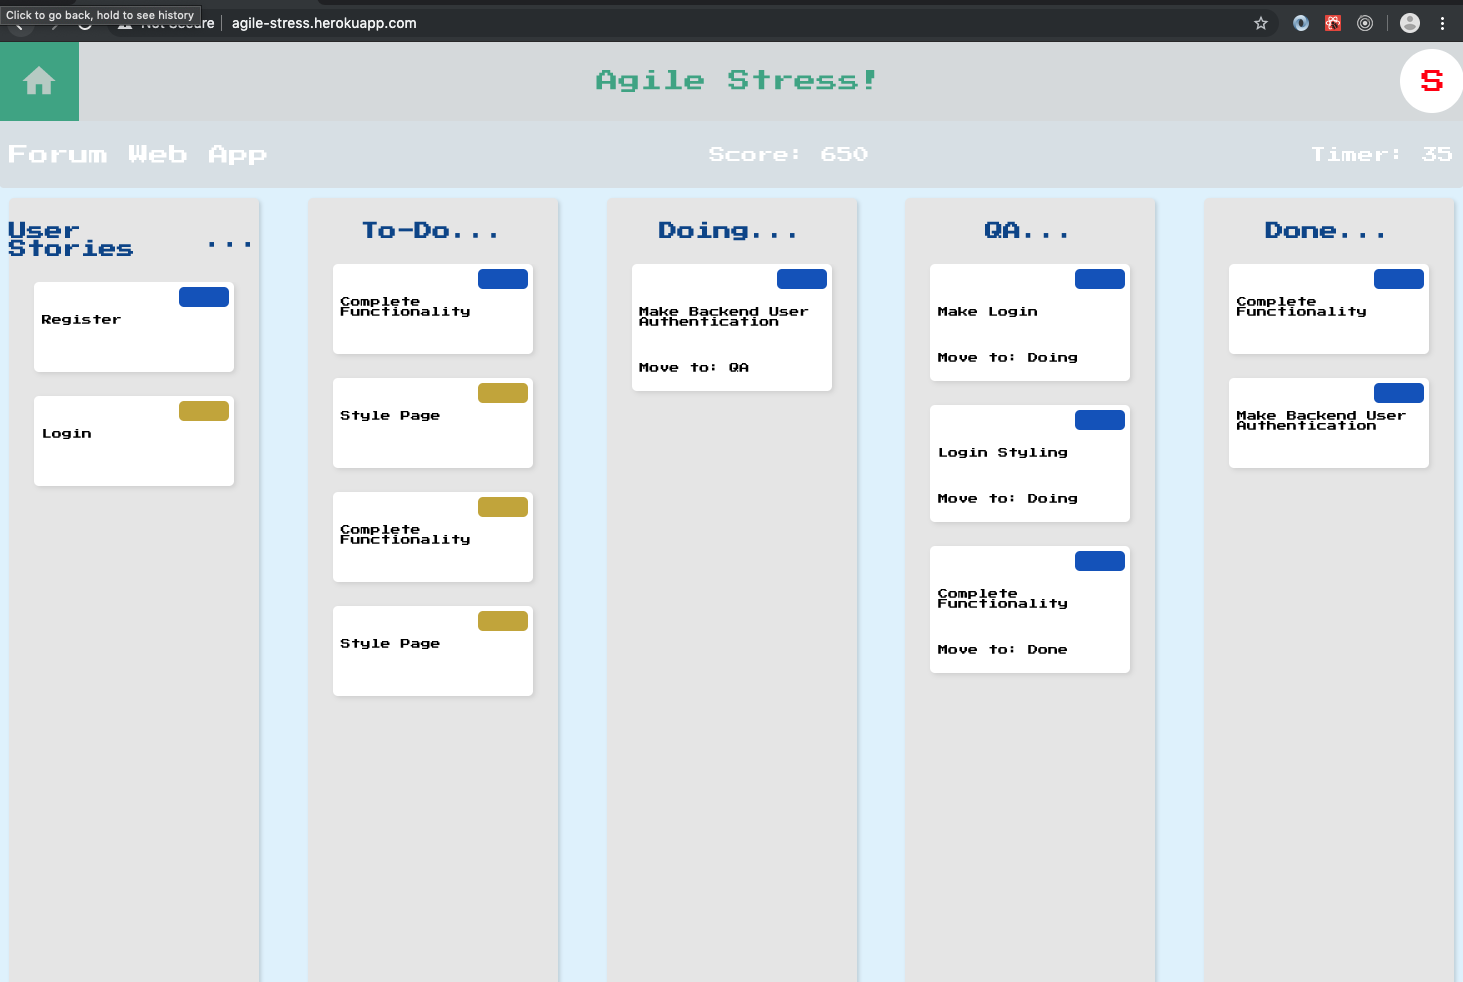 Click to go back, hold to see history
Not Secure
agile-stress.herokuapp.com
Agile Stress!
S
Forum Web App
Score: 650
Timer: 35
User
Stories
...
Register
Login
To-Do...
Complete
Functionality
Style Page
Complete
Functionality
Style Page
Doing...
Make Backend User
Authentication
Move to: QA
QA...
Make Login
Move to: Doing
Login Styling
Move to: Doing
Complete
Functionality
Move to: Done
Done...
Complete
Functionality
Make Backend User
Authentication